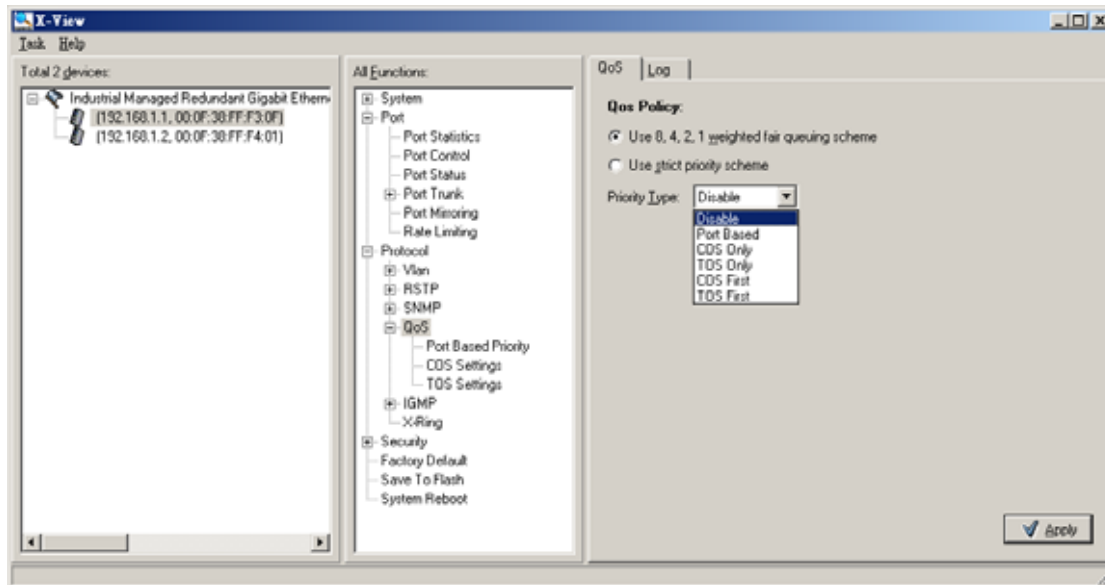 X-View
Task Help
Total 2 devices:
Industrial Managed Redundant Gigabit Ethern
(192.168.1.1, 00:0F:38:FF:F3:0F)
(192.168.1.2, 00:0F:38:FF:F4:01)
All Functions:
System
Port
Port Statistics
Port Control
Port Status
Port Trunk
Port Mirroring
Rate Limiting
Protocol
Vlan
RSTP
SNMP
QoS
Port Based Priority
COS Settings
TOS Settings
IGMP
X-Ring
Security
Factory Default
Save To Flash
System Reboot
QoS Log
Qos Policy:
Use 8, 4, 2, 1 weighted fair queuing scheme
Use strict priority scheme
Priority Type: Disable
Disable
Port Based
COS Only
TOS Only
COS First
TOS First
Apply